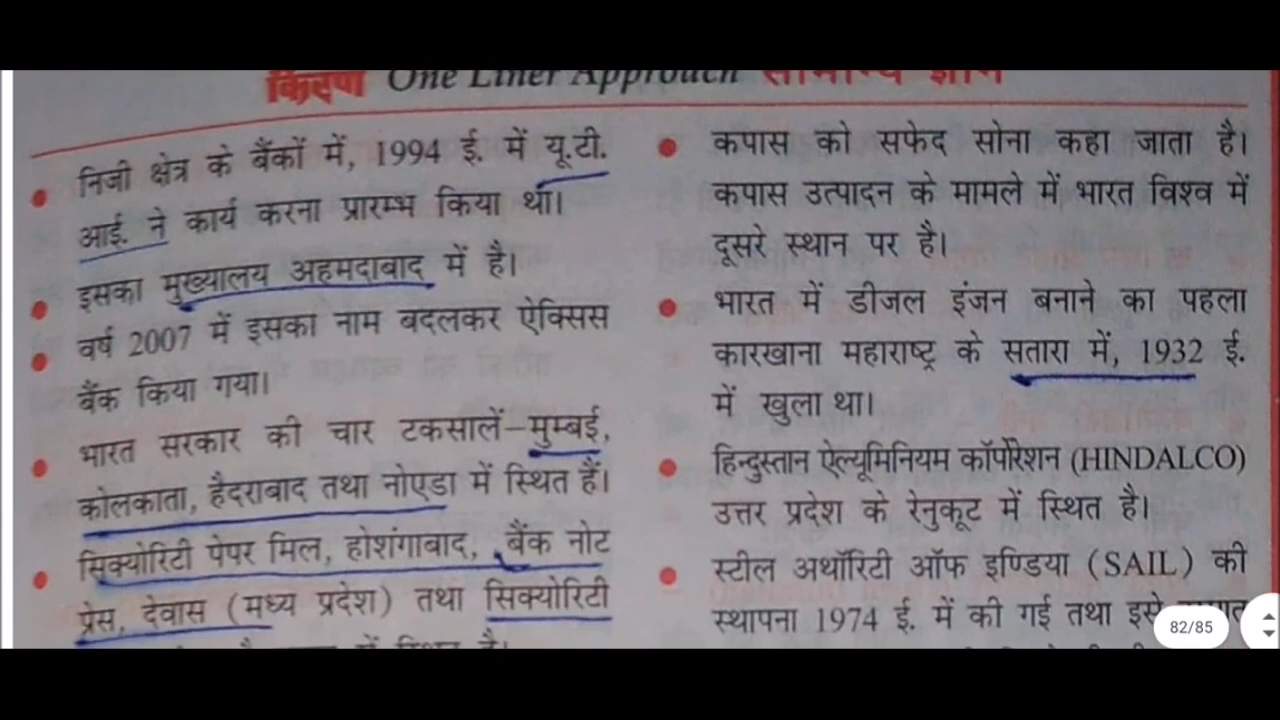 किरण One Liner Approach सामान्य ज्ञान
निजी क्षेत्र के बैंकों में, 1994 ई. में यू.टी.
आई. ने कार्य करना प्रारम्भ किया था।
इसका मुख्यालय अहमदाबाद में है।
वर्ष 2007 में इसका नाम बदलकर ऐक्सिस
बैंक किया गया।
भारत सरकार की चार टकसालें–मुम्बई,
कोलकाता, हैदराबाद तथा नोएडा में स्थित हैं।
सिक्योरिटी पेपर मिल, होशंगाबाद, बैंक नोट
प्रेस, देवास (मध्य प्रदेश) तथा सिक्योरिटी
में स्थित है।
कपास को सफेद सोना कहा जाता है।
कपास उत्पादन के मामले में भारत विश्व में
दूसरे स्थान पर है।
भारत में डीजल इंजन बनाने का पहला
कारखाना महाराष्ट्र के सतारा में, 1932 ई.
में खुला था।
हिन्दुस्तान ऐल्यूमिनियम कॉर्पोरेशन (HINDALCO)
उत्तर प्रदेश के रेनुकूट में स्थित है।
स्टील अथॉरिटी ऑफ इण्डिया (SAIL) की
स्थापना 1974 ई. में की गई तथा इसे
82/85